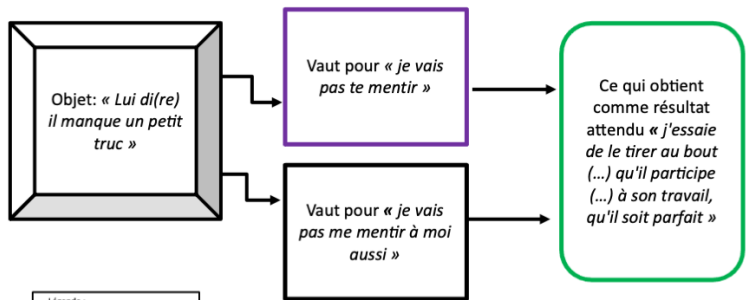 Objet: « Lui di(re)
il manque un petit
truc »
Vaut pour « je vais
pas te mentir »
Vaut pour « je vais
pas me mentir à moi
aussi »
Ce qui obtient
comme résultat
attendu « j'essaie
de le tirer au bout
(...) qu'il participe
(...) à son travail,
qu'il soit parfait »